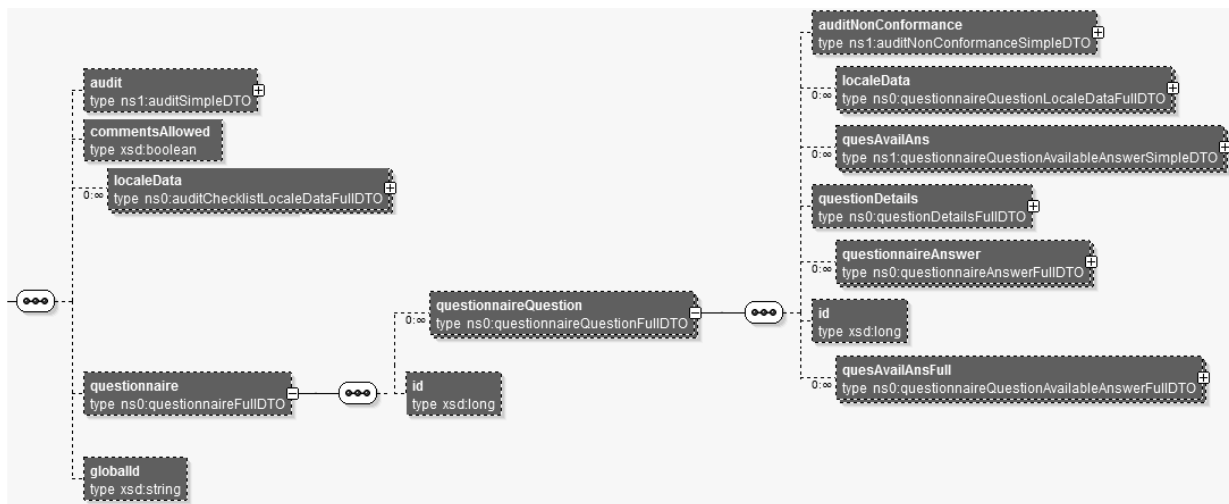 audit
type ns1:auditSimpleDTO
commentsAllowed
type xsd:boolean
localeData
type ns0:auditChecklistLocaleDataFullDTO
0:∞
questionnaire
type ns0:questionnaireFullDTO
globalId
type xsd:string
questionnaireQuestion
type ns0:questionnaireQuestionFullDTO
0:∞
id
type xsd:long
auditNonConformance
type ns1:auditNonConformanceSimpleDTO
localeData
type ns0:questionnaireQuestionLocaleDataFullDTO
0:∞
quesAvailAns
type ns1:questionnaireQuestionAvailableAnswerSimpleDTO
0:∞
questionDetails
type ns0:questionDetailsFullDTO
questionnaireAnswer
type ns0:questionnaireAnswerFullDTO
0:∞
id
type xsd:long
quesAvailAnsFull
type ns0:questionnaireQuestionAvailableAnswerFullDTO
0:∞